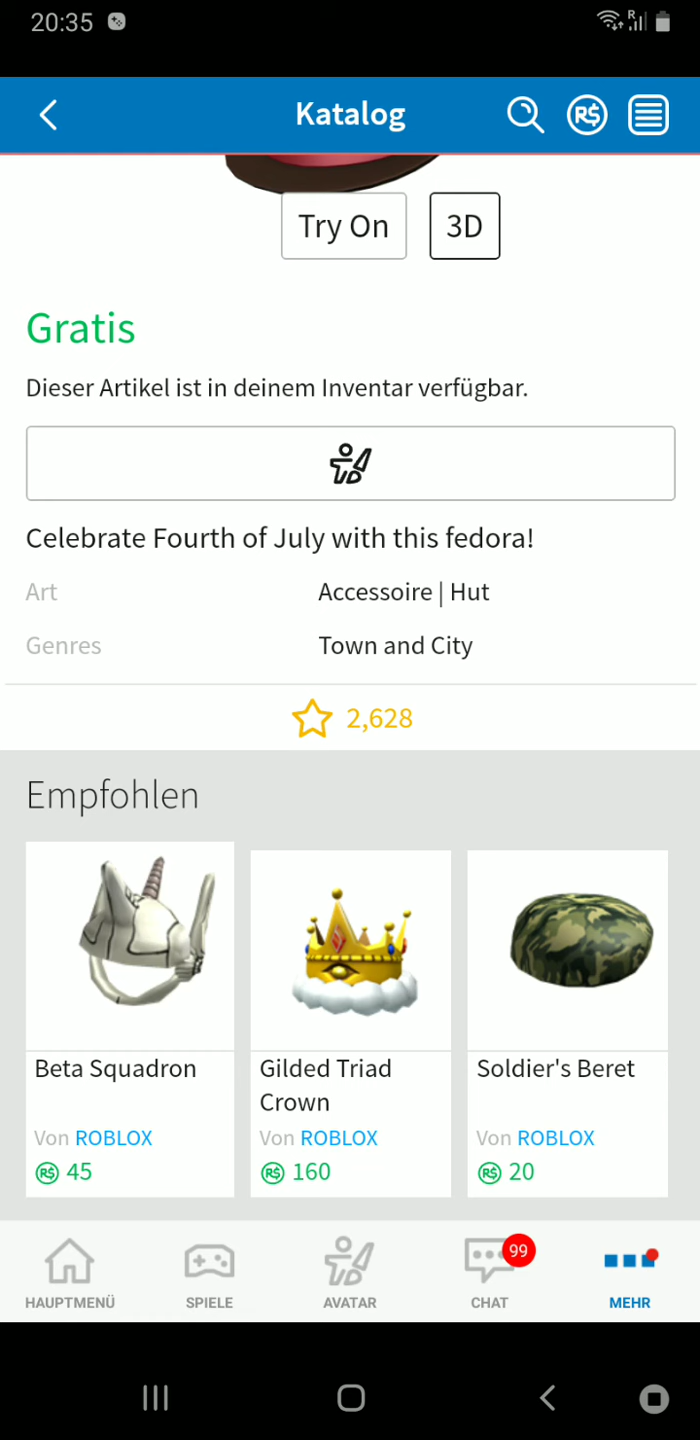 20:35
R
Katalog
R$
Try On
3D
Gratis
Dieser Artikel ist in deinem Inventar verfügbar.
Celebrate Fourth of July with this fedora!
Art Accessoire | Hut
Genres Town and City
2,628
Empfohlen
Beta Squadron
Von ROBLOX
R$ 45
Gilded Triad
Crown
Von ROBLOX
R$ 160
Soldier's Beret
Von ROBLOX
R$ 20
HAUPTMENÜ
SPIELE
AVATAR
99
CHAT
MEHR